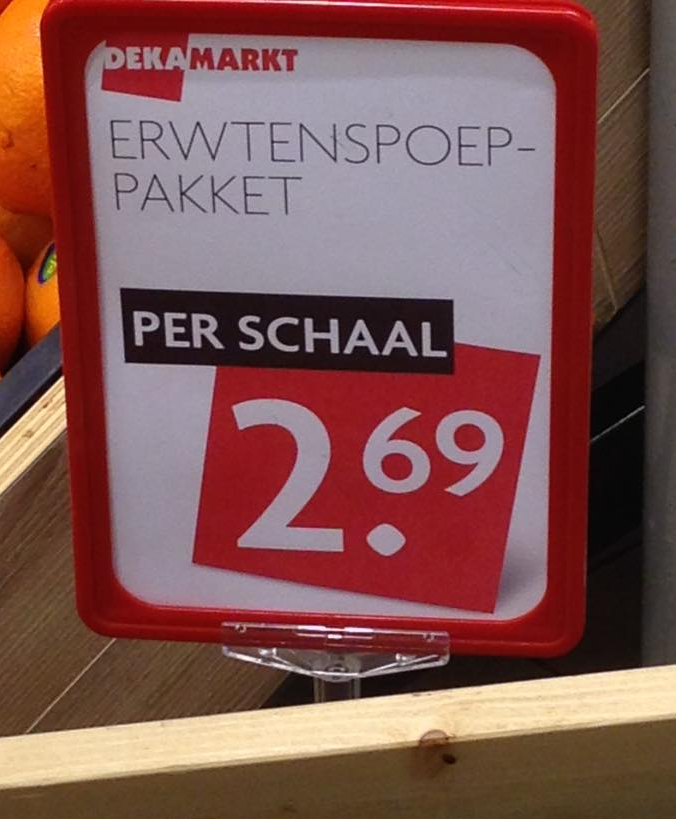 DEKAMARKT
ERWTENSPOEP-
PAKKET
PER SCHAAL
2.69